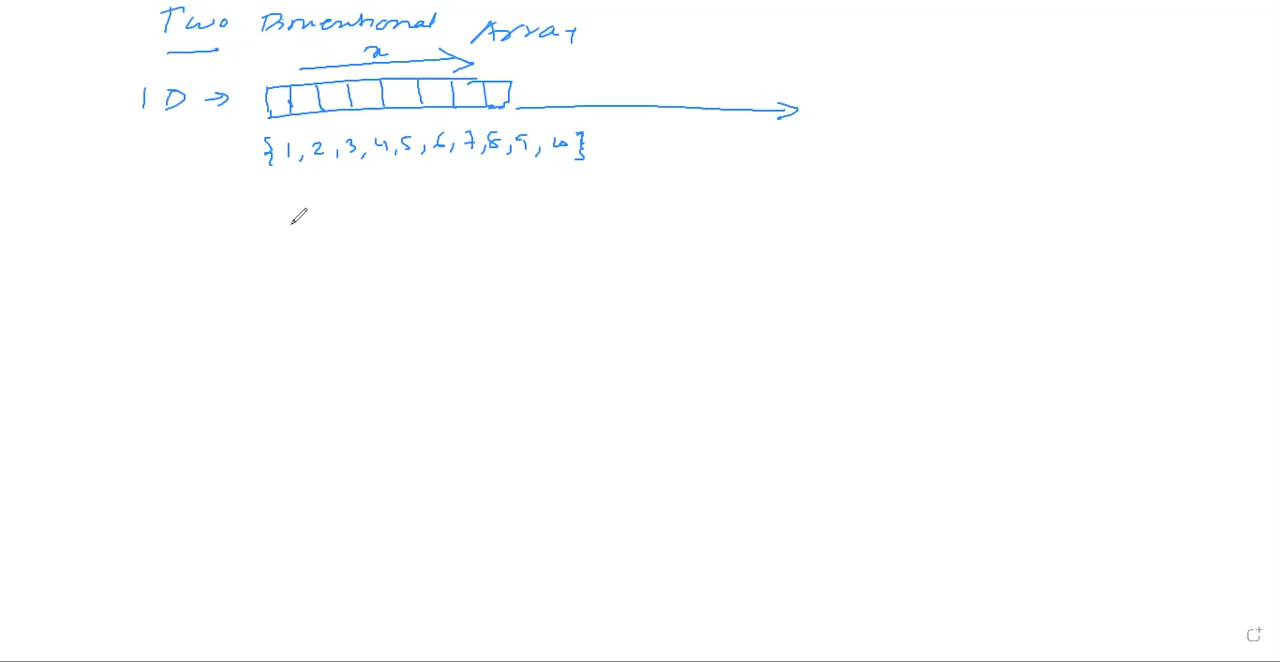 Two Dimentional Array
x
1 D →
{ 1, 2, 3, 4, 5, 6, 7, 8, 9, 10 }